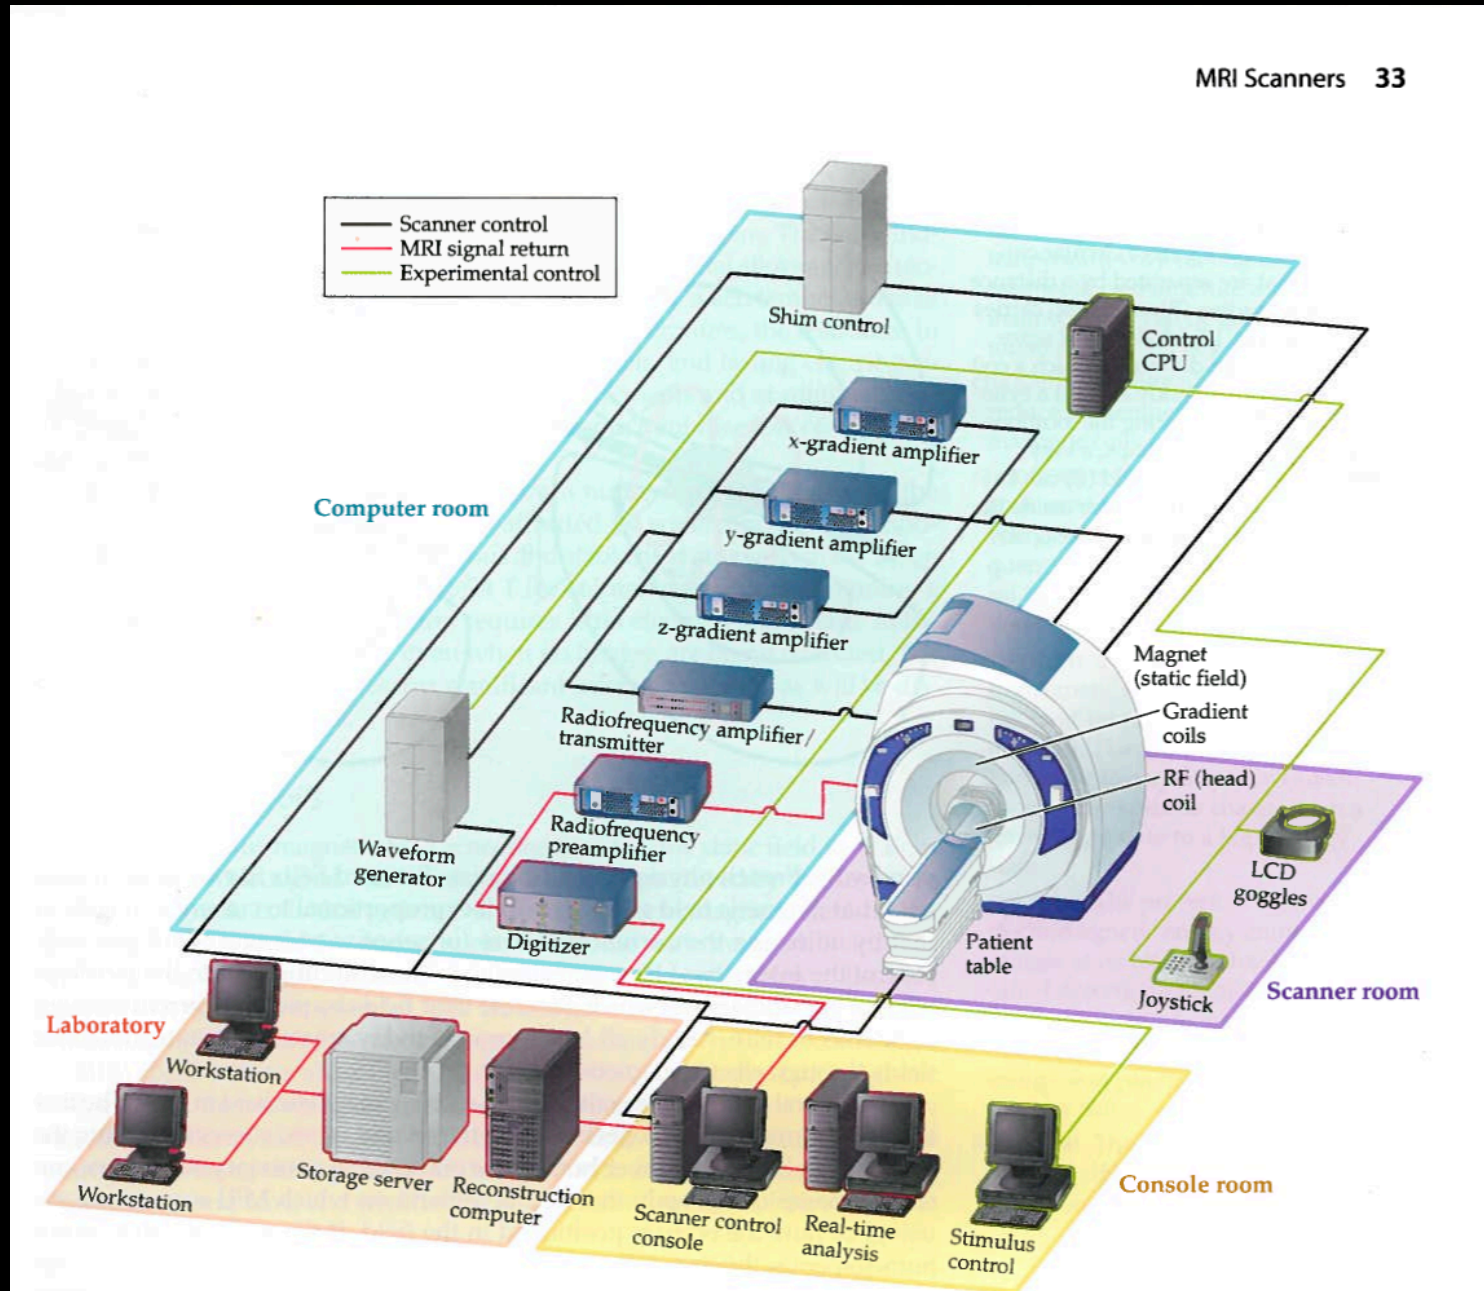 MRI Scanners 33
Scanner control
MRI signal return
Experimental control
Shim control
Control
CPU
x-gradient amplifier
Computer room
y-gradient amplifier
z-gradient amplifier
Magnet
(static field)
Gradient
coils
Radiofrequency amplifier/
transmitter
RF (head)
coil
Radiofrequency
preamplifier
Waveform
generator
LCD
goggles
Digitizer
Patient
table
Joystick
Scanner room
Laboratory
Workstation
Workstation
Storage server
Reconstruction
computer
Scanner control
console
Real-time
analysis
Stimulus
control
Console room